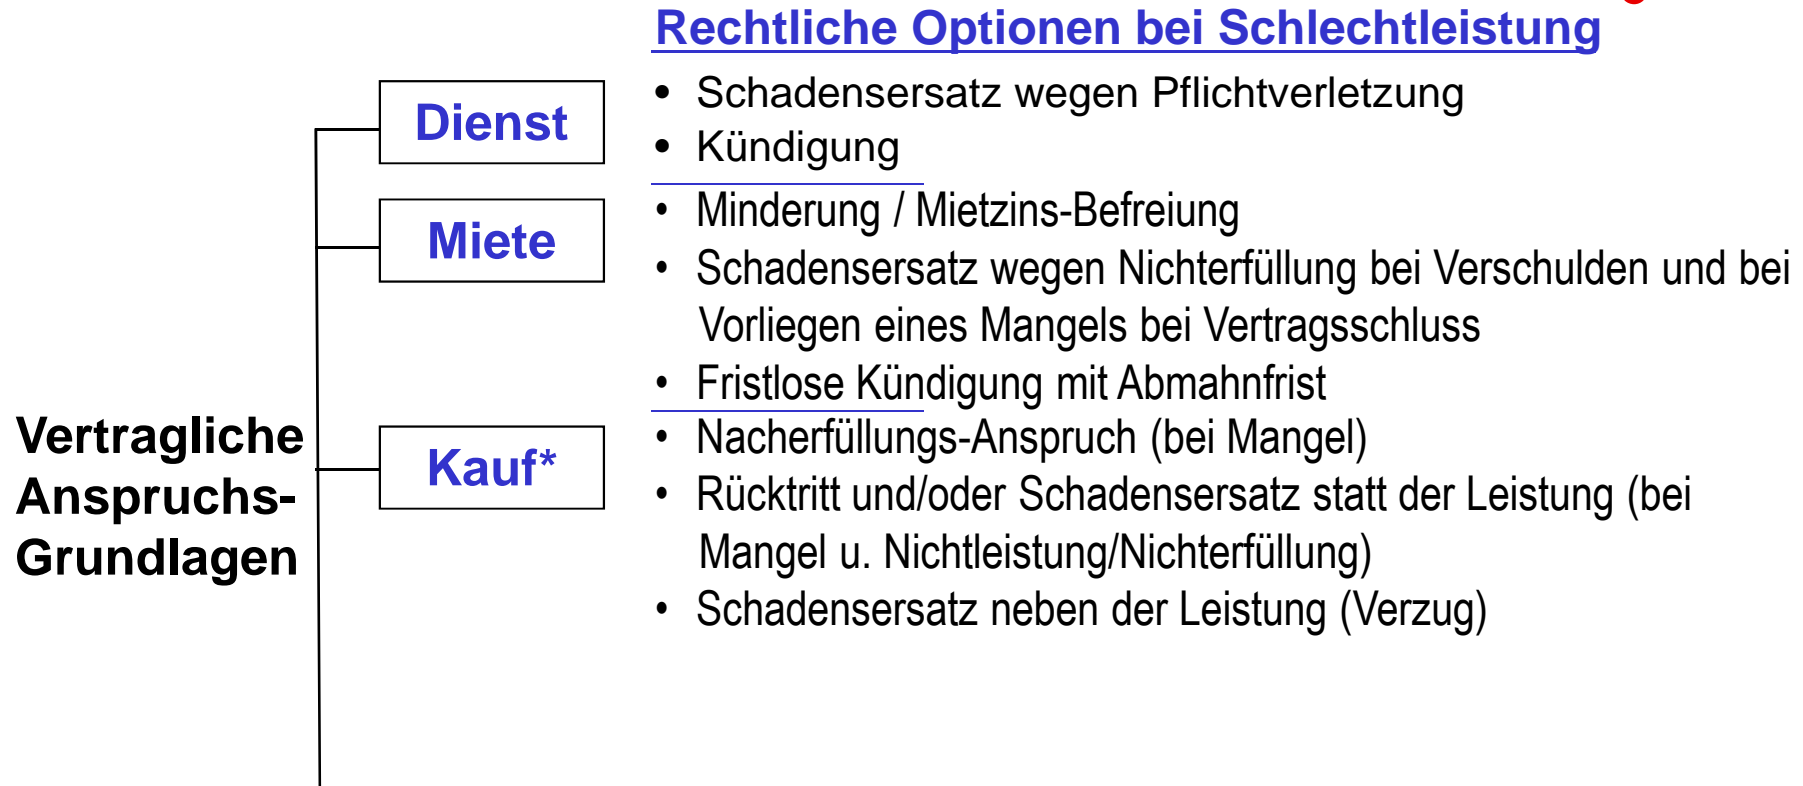 Rechtliche Optionen bei Schlechtleistung
Dienst
• Schadensersatz wegen Pflichtverletzung
• Kündigung
Miete
• Minderung / Mietzins-Befreiung
• Schadensersatz wegen Nichterfüllung bei Verschulden und bei
Vorliegen eines Mangels bei Vertragsschluss
• Fristlose Kündigung mit Abmahnfrist
Vertragliche
Anspruchs-
Grundlagen
Kauf*
• Nacherfüllungs-Anspruch (bei Mangel)
• Rücktritt und/oder Schadensersatz statt der Leistung (bei
Mangel u. Nichtleistung/Nichterfüllung)
• Schadensersatz neben der Leistung (Verzug)